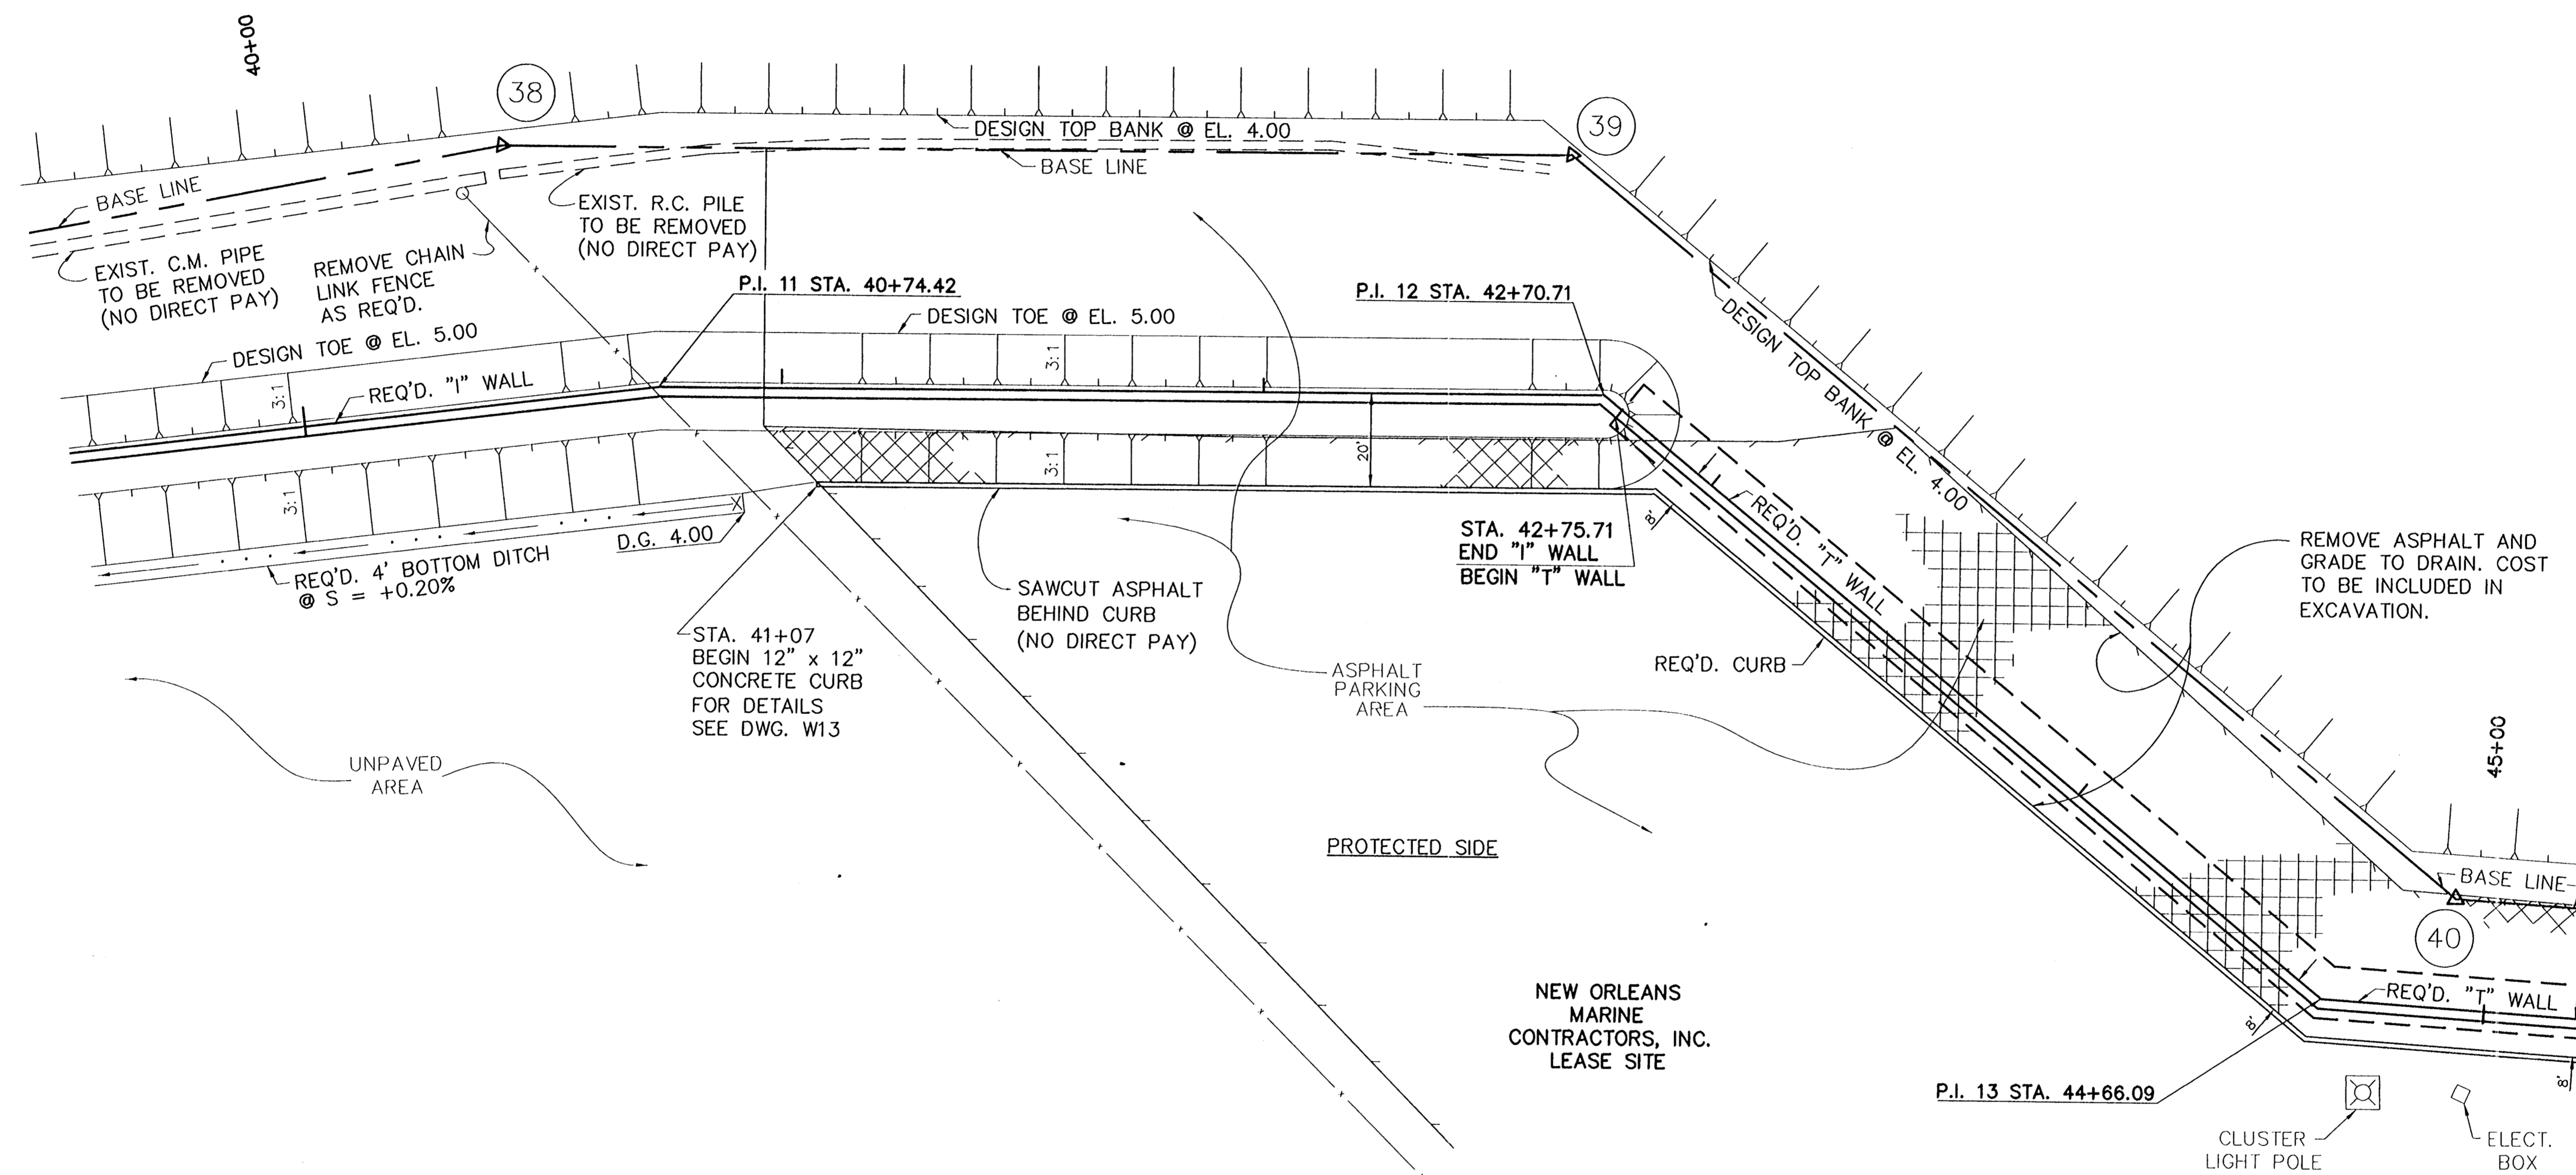 40+00
38
39
DESIGN TOP BANK @ EL. 4.00
BASE LINE
BASE LINE
EXIST. R.C. PILE
TO BE REMOVED
(NO DIRECT PAY)
EXIST. C.M. PIPE
TO BE REMOVED
(NO DIRECT PAY)
REMOVE CHAIN
LINK FENCE
AS REQ'D.
P.I. 11 STA. 40+74.42
P.I. 12 STA. 42+70.71
DESIGN TOP BANK @ EL. 4.00
DESIGN TOE @ EL. 5.00
DESIGN TOE @ EL. 5.00
3:1
REQ'D. "I" WALL
3:1
3:1
3:1
20'
8'
REQ'D. "T" WALL
D.G. 4.00
REQ'D. 4' BOTTOM DITCH
@ S = +0.20%
STA. 42+75.71
END "I" WALL
BEGIN "T" WALL
SAWCUT ASPHALT
BEHIND CURB
(NO DIRECT PAY)
REMOVE ASPHALT AND
GRADE TO DRAIN. COST
TO BE INCLUDED IN
EXCAVATION.
STA. 41+07
BEGIN 12" x 12"
CONCRETE CURB
FOR DETAILS
SEE DWG. W13
REQ'D. CURB
ASPHALT
PARKING
AREA
UNPAVED
AREA
45+00
PROTECTED SIDE
BASE LINE
40
NEW ORLEANS
MARINE
CONTRACTORS, INC.
LEASE SITE
REQ'D. "T" WALL
8'
8'
P.I. 13 STA. 44+66.09
CLUSTER
LIGHT POLE
ELECT.
BOX